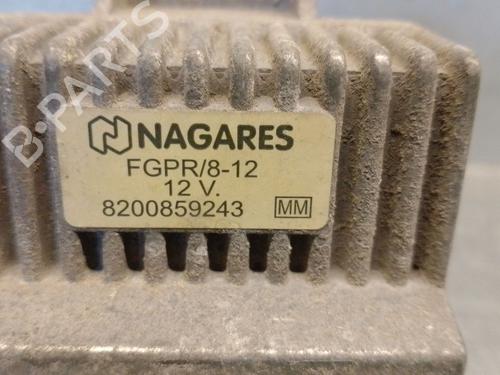 B-PARTS
NAGARES
FGPR/8-12
12 V.
8200859243 MM